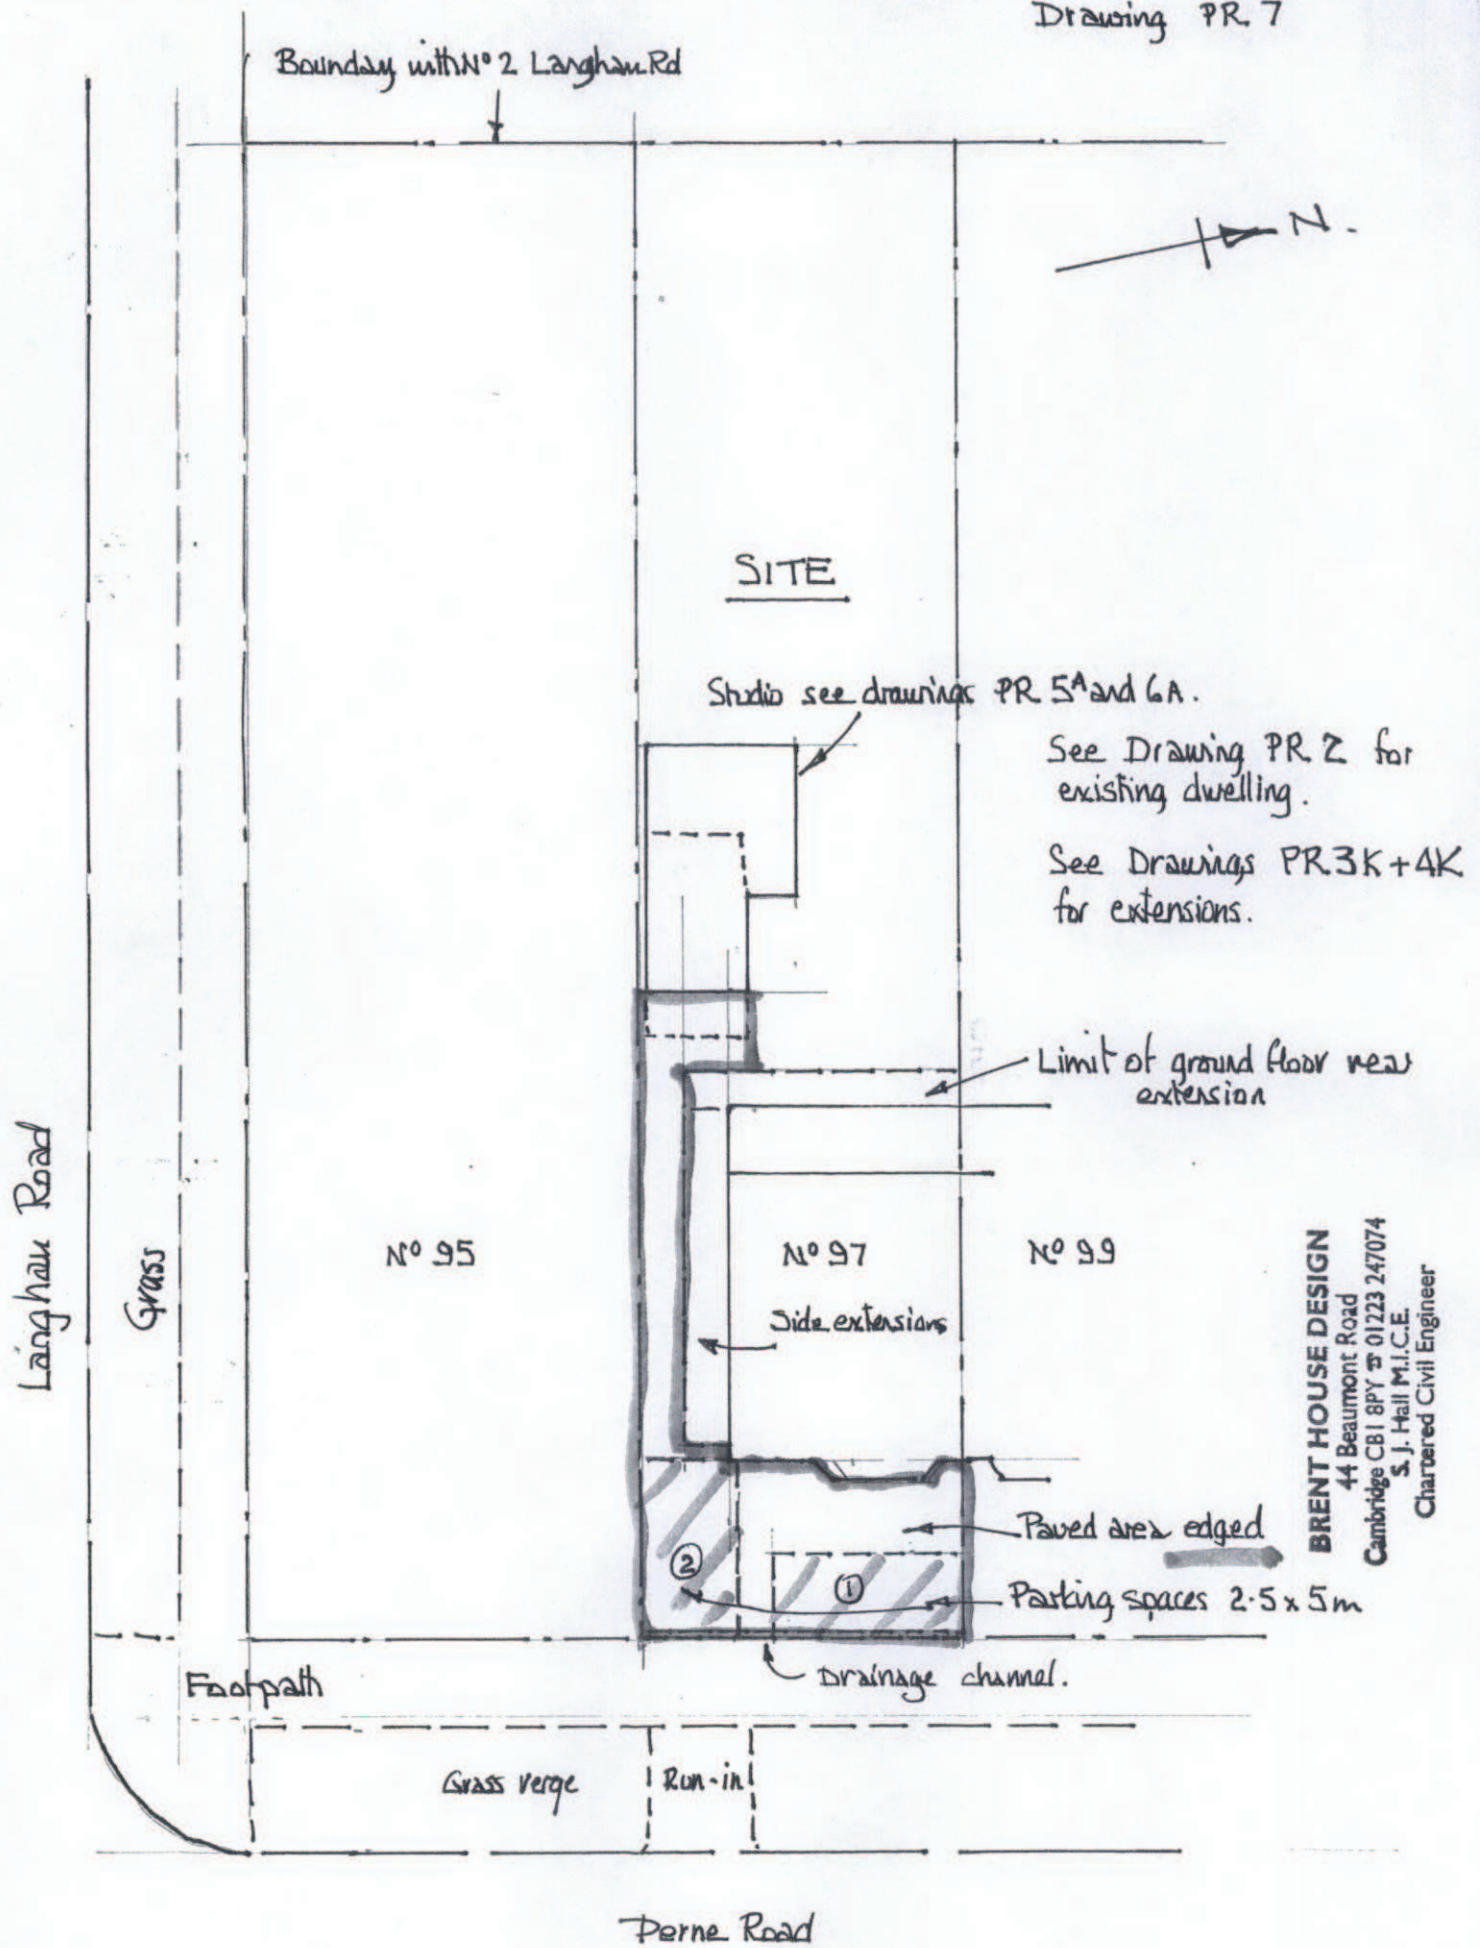 Drawing PR. 7
Boundary with Nº 2 Langham Rd
N.
SITE
Studio see drawings PR 5A and 6A.
See Drawing PR 2 for
existing dwelling.
See Drawings PR.3K + 4K
for extensions.
Limit of ground floor rear
extension
Langham Road
Grass
Nº 95
Nº 97
Nº 99
Side extensions
BRENT HOUSE DESIGN
44 Beaumont Road
Cambridge CB1 8PY ☎ 01223 247074
S. J. Hall M.I.C.E.
Chartered Civil Engineer
Paved area edged
②
①
Parking spaces 2.5 x 5m
Drainage channel.
Footpath
Grass verge
Run-in
Perne Road